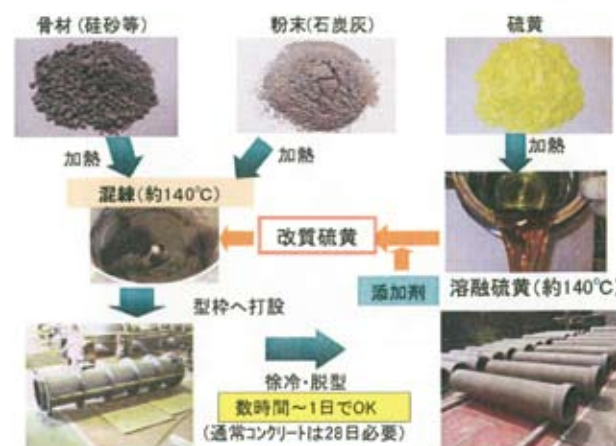 骨材(硅砂等)
粉末(石炭灰)
硫黄
加熱
加熱
加熱
混練(約140℃)
改質硫黄
添加剤
溶融硫黄(約140℃)
型枠へ打設
徐冷・脱型
数時間～1日でOK
(通常コンクリートは28日必要)